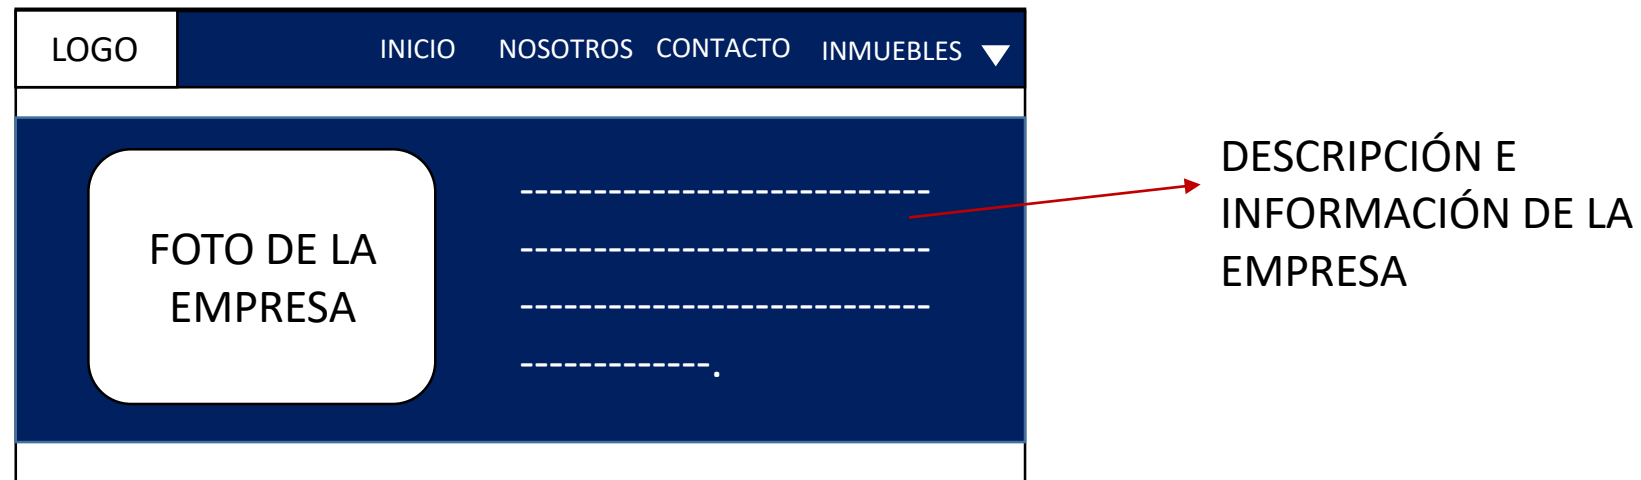 LOGO INICIO NOSOTROS CONTACTO INMUEBLES
FOTO DE LA
EMPRESA
----------------------------
----------------------------
----------------------------
-------------.
DESCRIPCIÓN E
INFORMACIÓN DE LA
EMPRESA